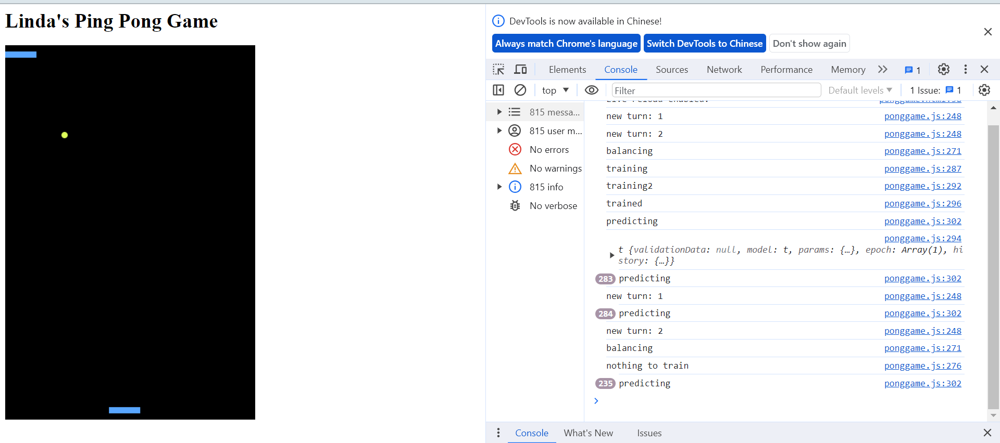 Linda's Ping Pong Game
DevTools is now available in Chinese!
Always match Chrome's language
Switch DevTools to Chinese
Don't show again
Elements
Console
Sources
Network
Performance
Memory
1
top
Filter
Default levels
1 Issue:
1
815 messa...
815 user m...
No errors
No warnings
815 info
No verbose
new turn: 1 ponggame.js:248
new turn: 2 ponggame.js:248
balancing ponggame.js:271
training ponggame.js:287
training2 ponggame.js:292
trained ponggame.js:296
predicting ponggame.js:302
ponggame.js:294
t {validationData: null, model: t, params: {…}, epoch: Array(1), hi
story: {…}}
283 predicting ponggame.js:302
new turn: 1 ponggame.js:248
284 predicting ponggame.js:302
new turn: 2 ponggame.js:248
balancing ponggame.js:271
nothing to train ponggame.js:276
235 predicting ponggame.js:302
Console
What's New
Issues